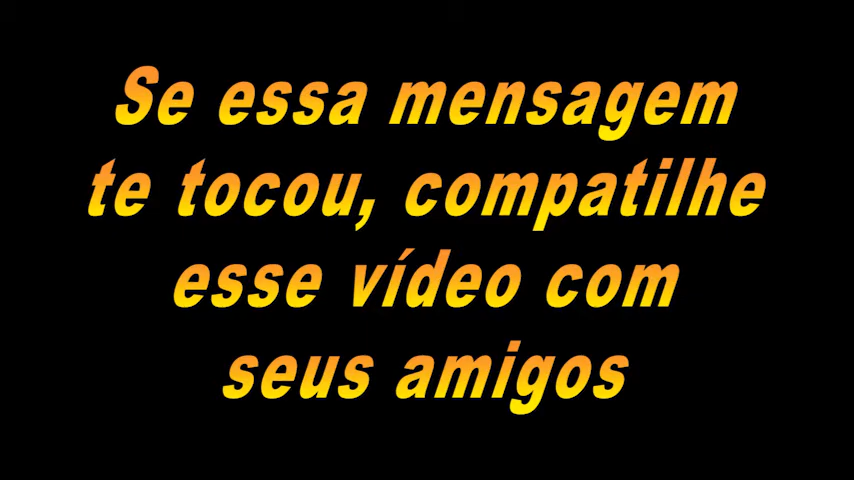 Se essa mensagem
te tocou, compatilhe
esse vídeo com
seus amigos